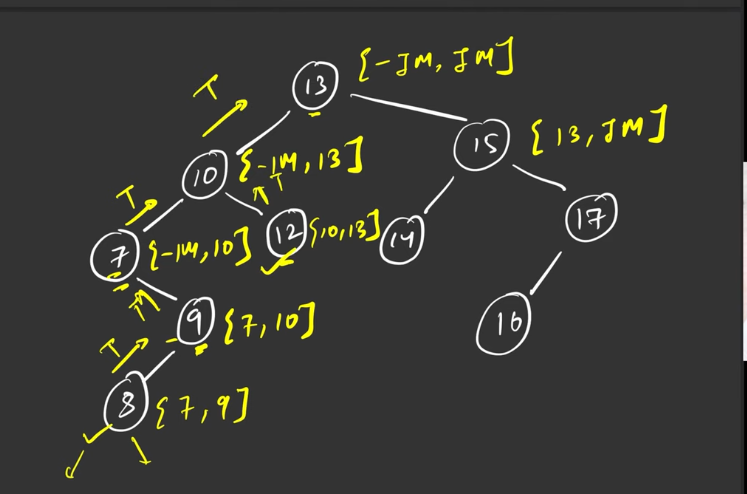 13 [-IM, IM]
T
15 [13, IM]
10 [-IM, 13]
T
T
17
7 [-IM, 10]
12 [10, 13]
14
T
9 [7, 10]
16
T
8 [7, 9]